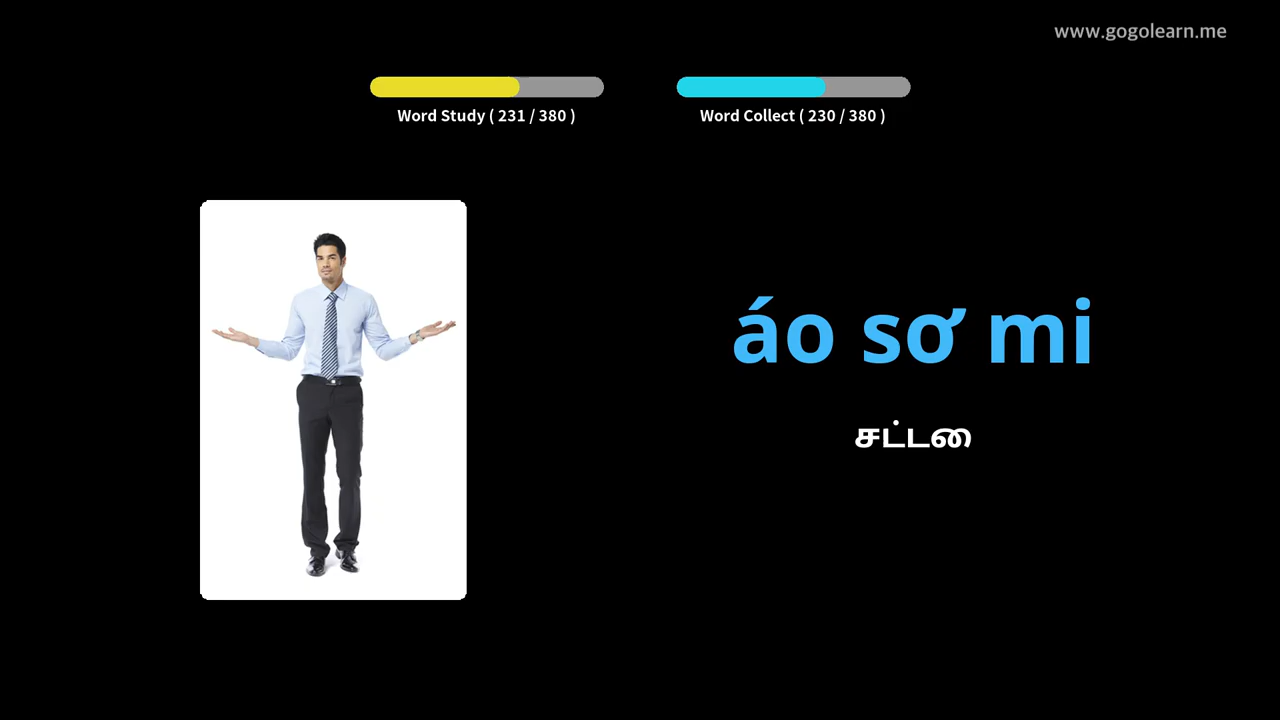 www.gogolearn.me
Word Study ( 231 / 380 )
Word Collect ( 230 / 380 )
áo sơ mi
சட்டை